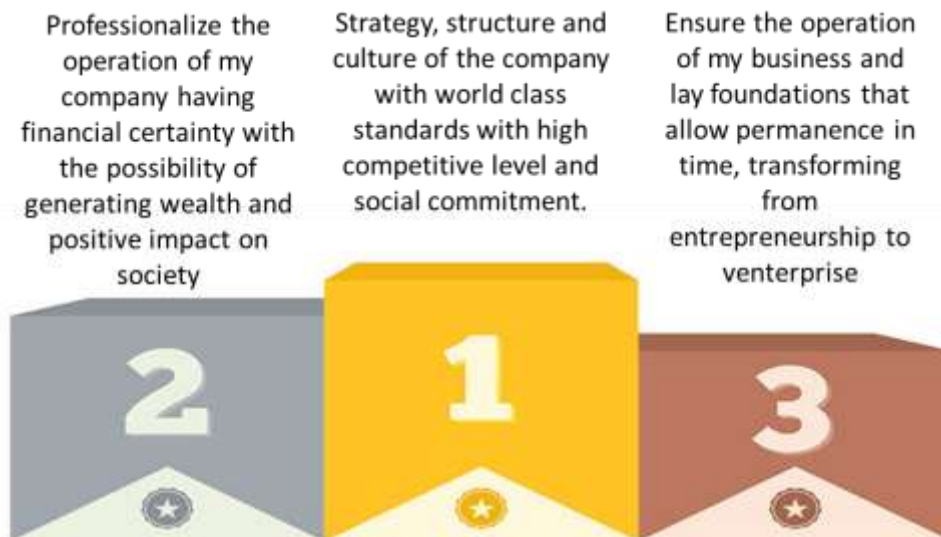 Professionalize the
operation of my
company having
financial certainty with
the possibility of
generating wealth and
positive impact on
society
Strategy, structure and
culture of the company
with world class
standards with high
competitive level and
social commitment.
Ensure the operation
of my business and
lay foundations that
allow permanence in
time, transforming
from
entrepreneurship to
venterprise
2
1
3